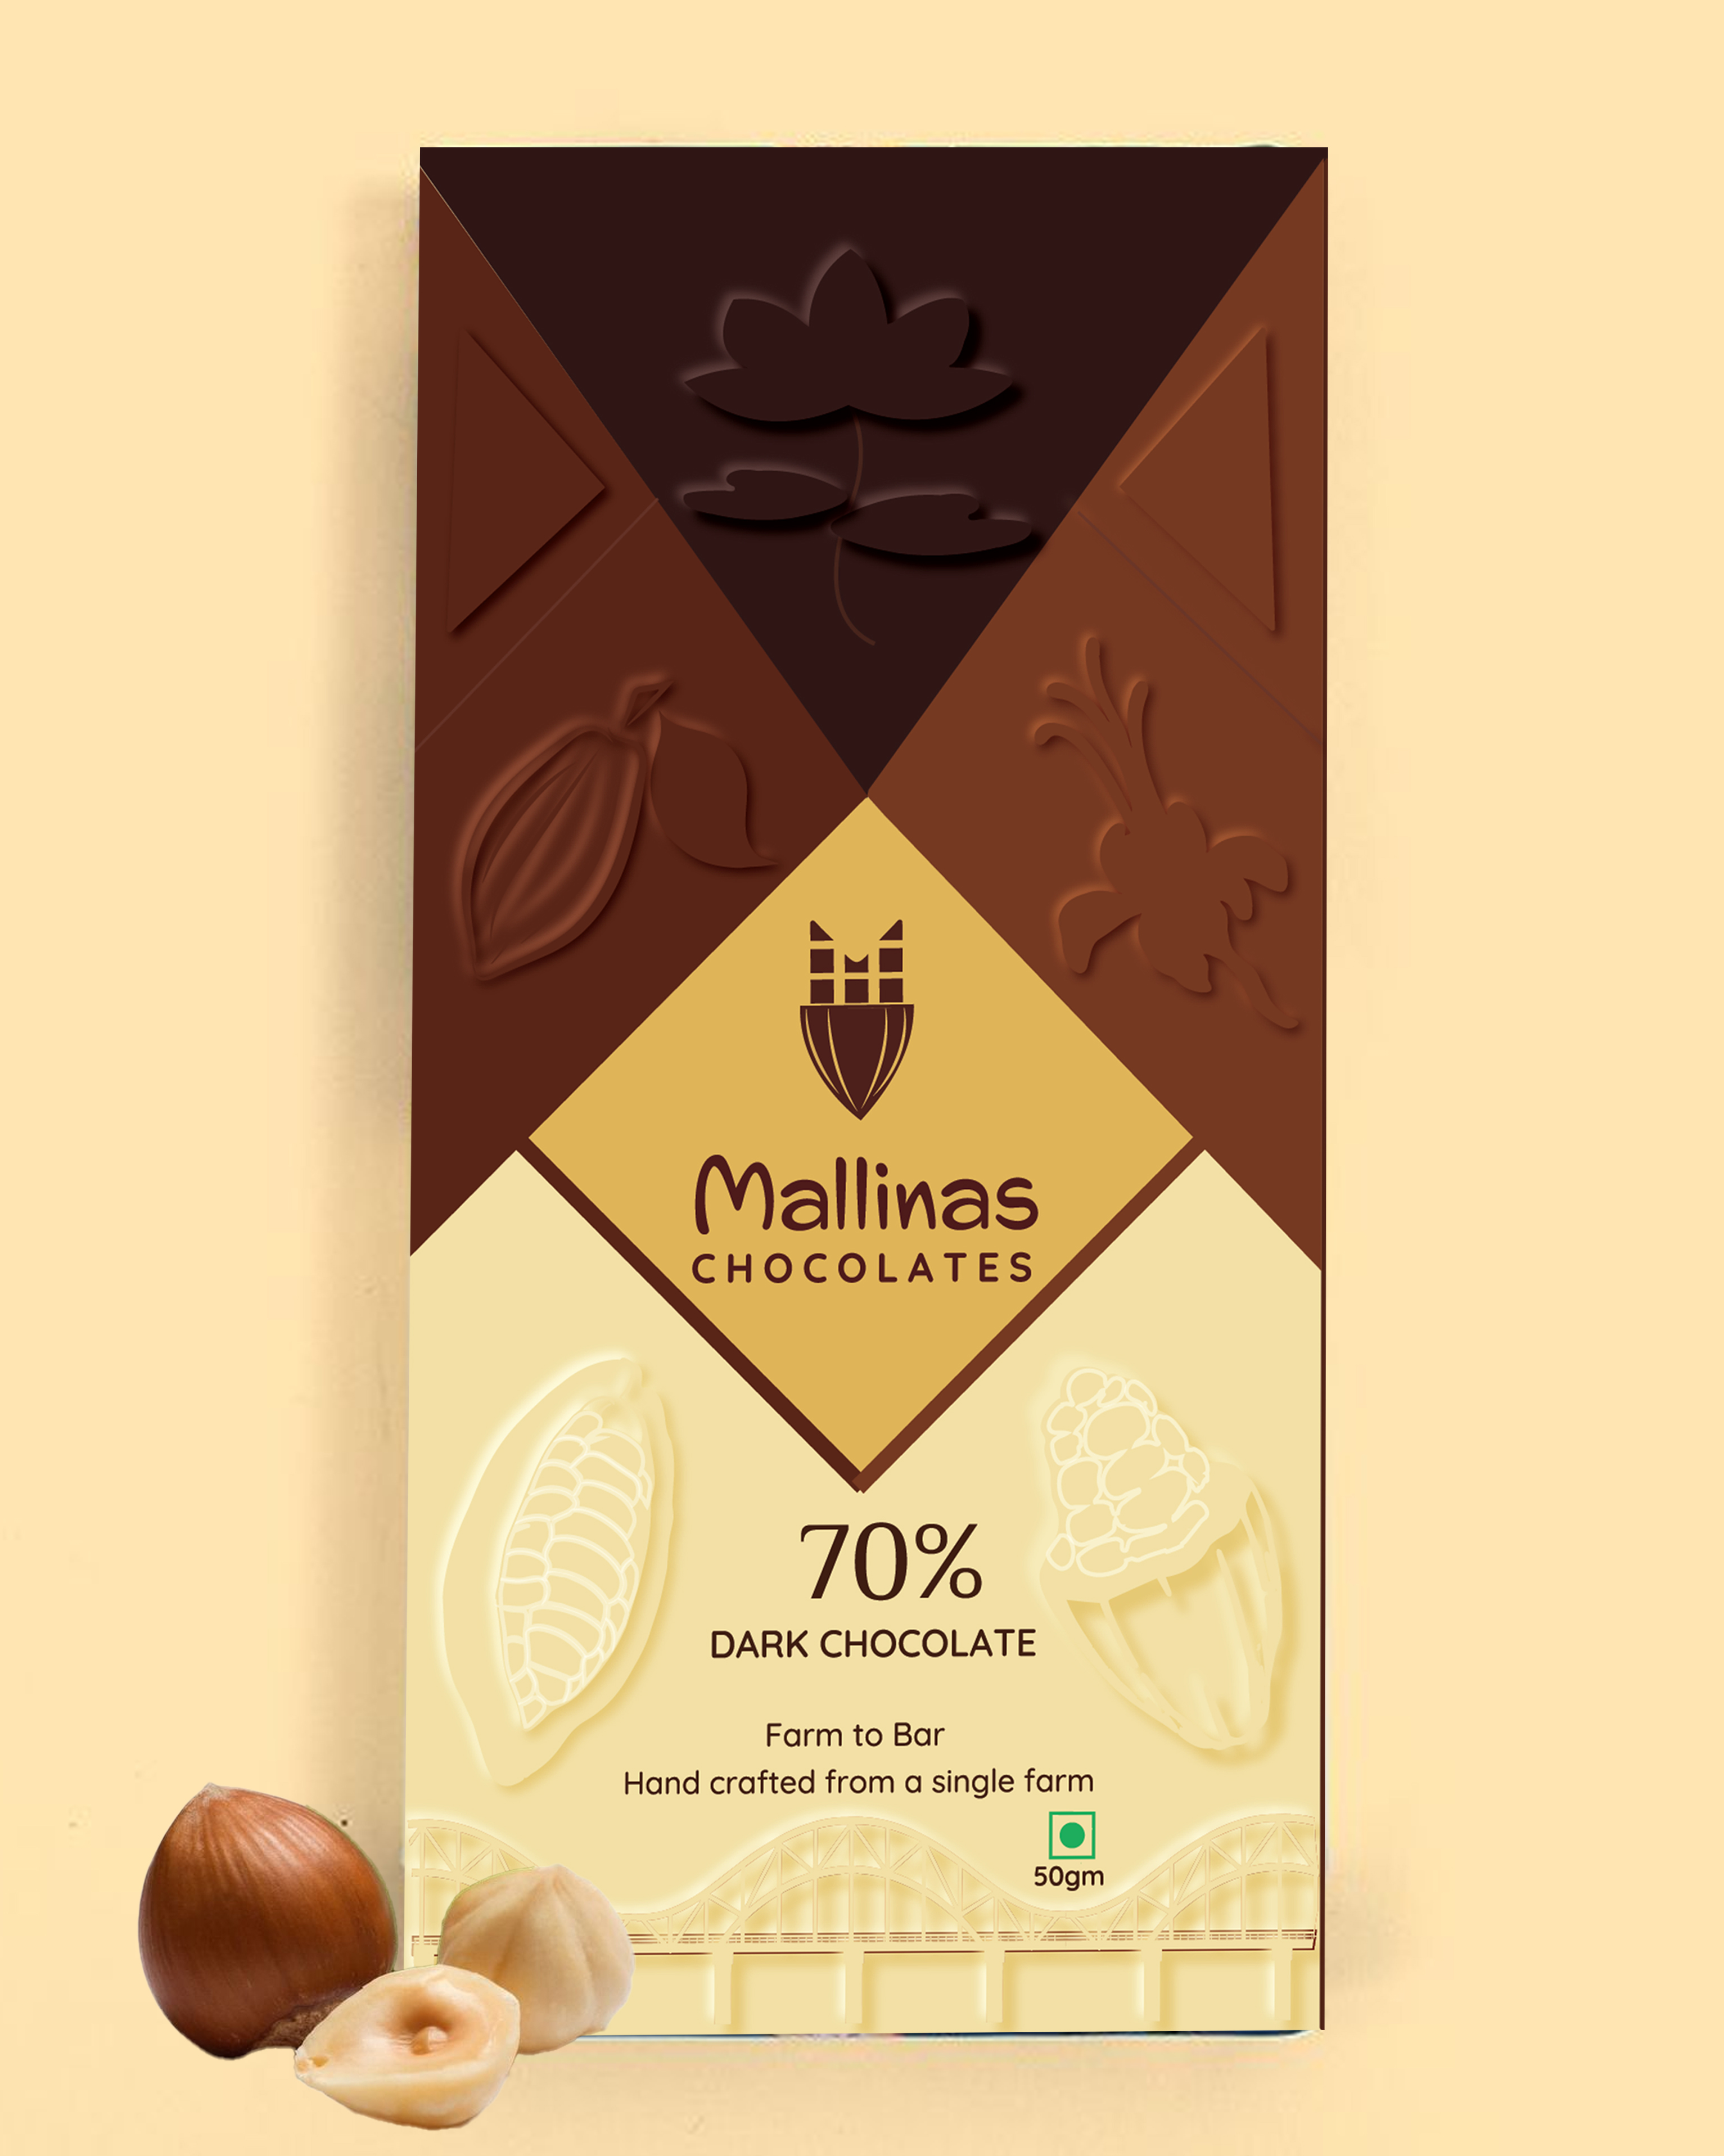 Mallinas
CHOCOLATES
70%
DARK CHOCOLATE
Farm to Bar
Hand crafted from a single farm
50gm